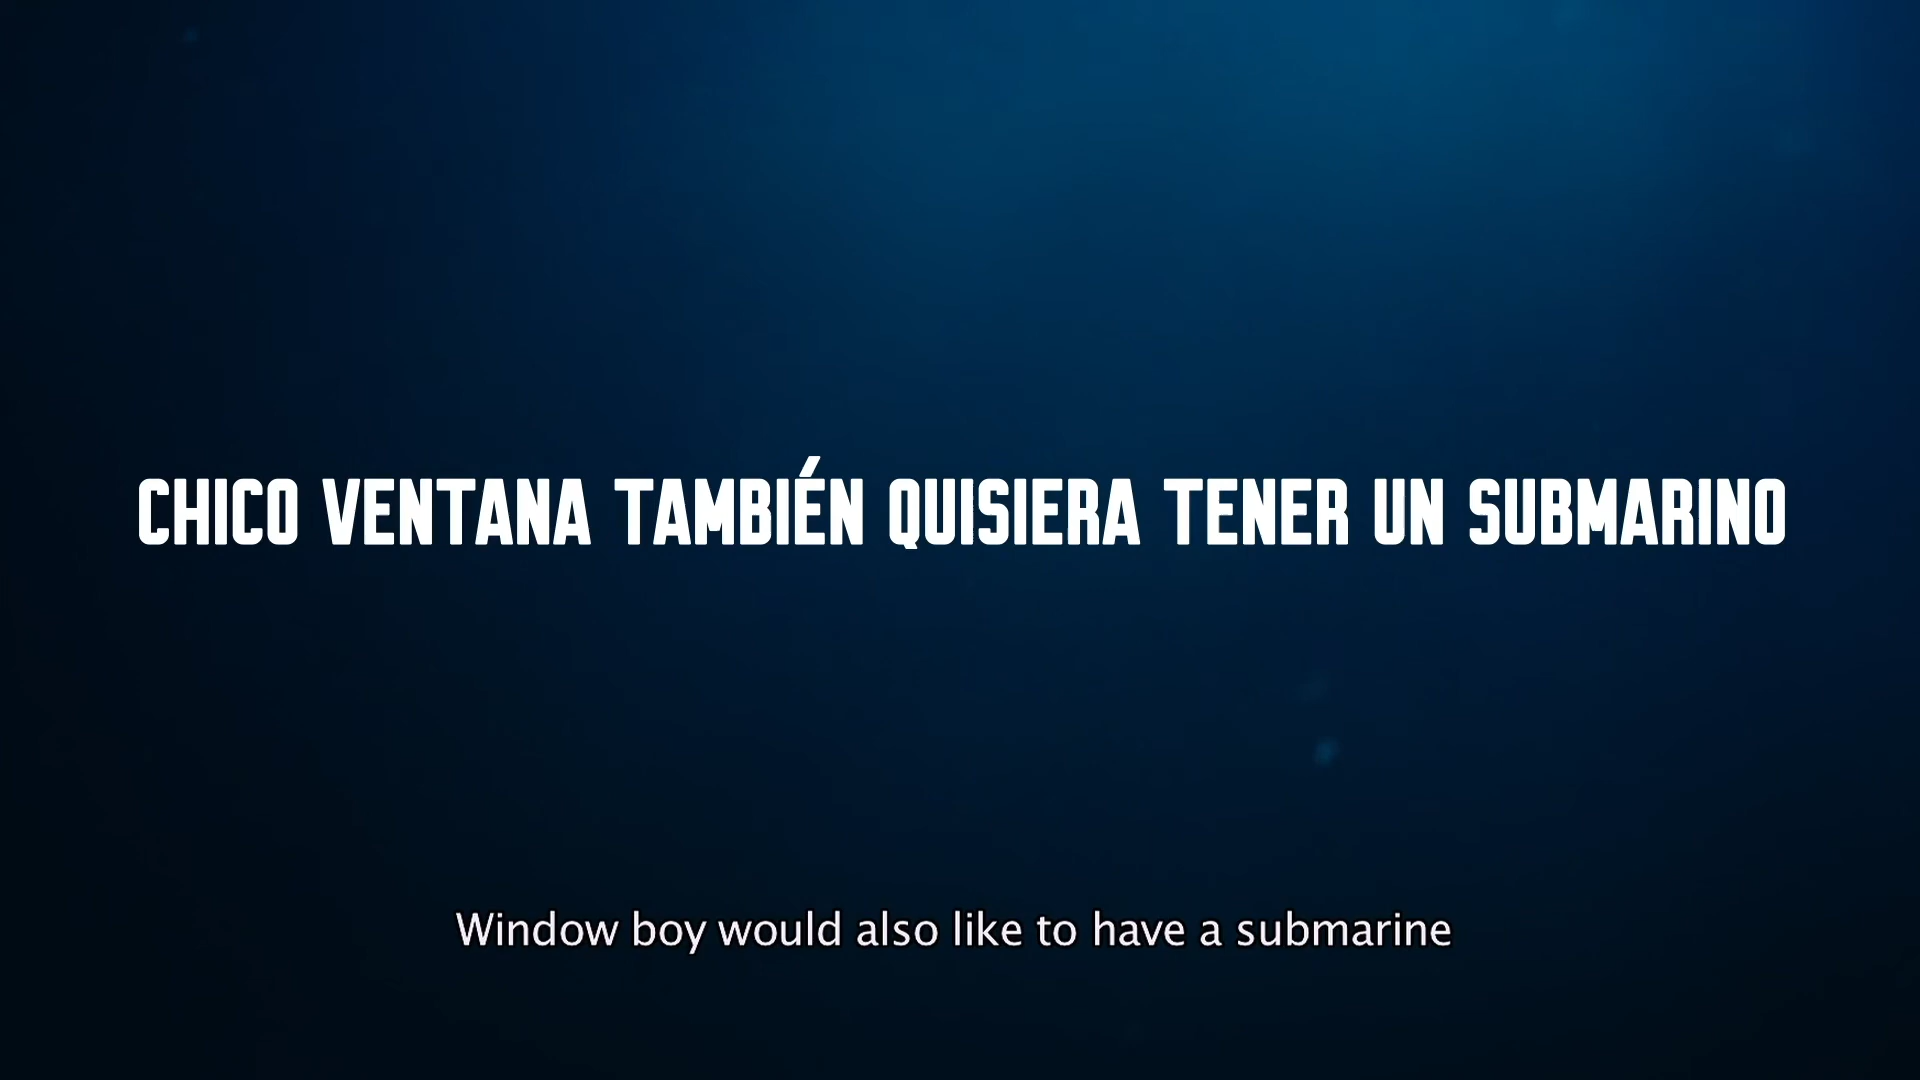 CHICO VENTANA TAMBIÉN QUISIERA TENER UN SUBMARINO
Window boy would also like to have a submarine